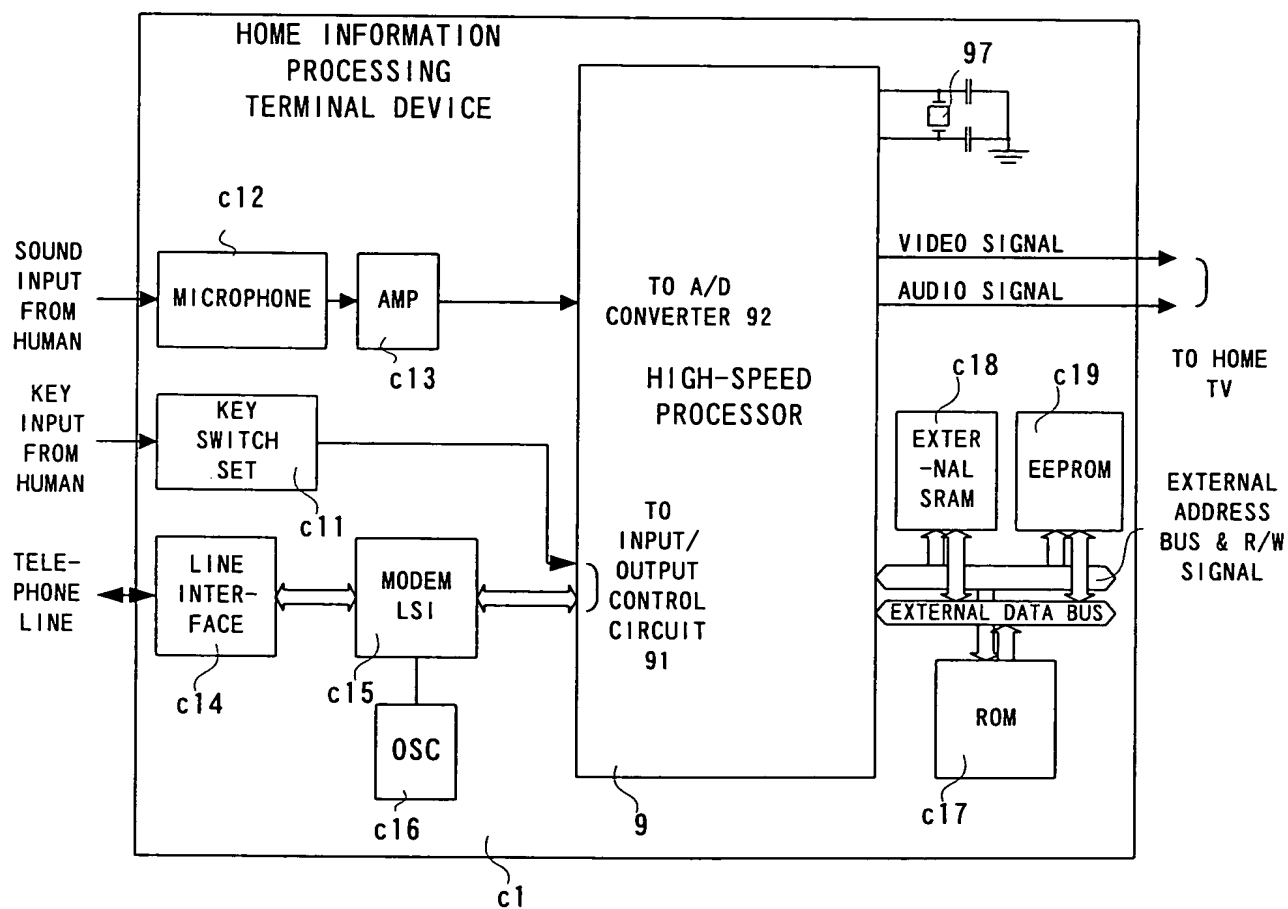 HOME INFORMATION
PROCESSING
TERMINAL DEVICE
97
c12
SOUND
INPUT
FROM
HUMAN
MICROPHONE
AMP
c13
TO A/D
CONVERTER 92
VIDEO SIGNAL
AUDIO SIGNAL
TO HOME
TV
HIGH-SPEED
PROCESSOR
KEY
INPUT
FROM
HUMAN
KEY
SWITCH
SET
c11
c18
c19
EXTER
-NAL
SRAM
EEPROM
EXTERNAL
ADDRESS
BUS & R/W
SIGNAL
TELE-
PHONE
LINE
LINE
INTER-
FACE
c14
MODEM
LSI
c15
TO
INPUT/
OUTPUT
CONTROL
CIRCUIT
91
EXTERNAL DATA BUS
OSC
c16
ROM
c17
9
c1